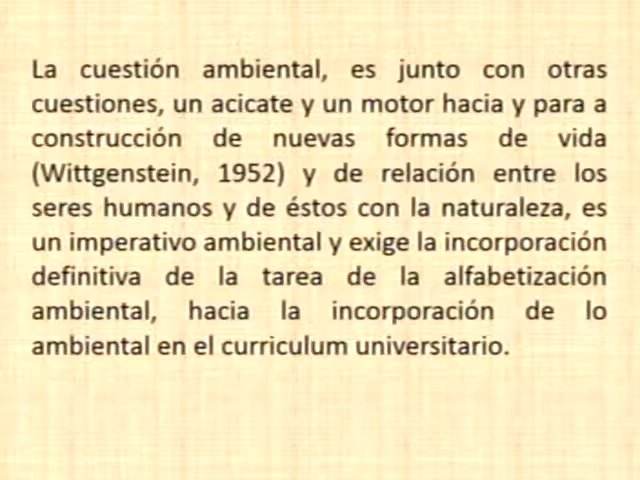 La cuestión ambiental, es junto con otras
cuestiones, un acicate y un motor hacia y para a
construcción de nuevas formas de vida
(Wittgenstein, 1952) y de relación entre los
seres humanos y de éstos con la naturaleza, es
un imperativo ambiental y exige la incorporación
definitiva de la tarea de la alfabetización
ambiental, hacia la incorporación de lo
ambiental en el curriculum universitario.